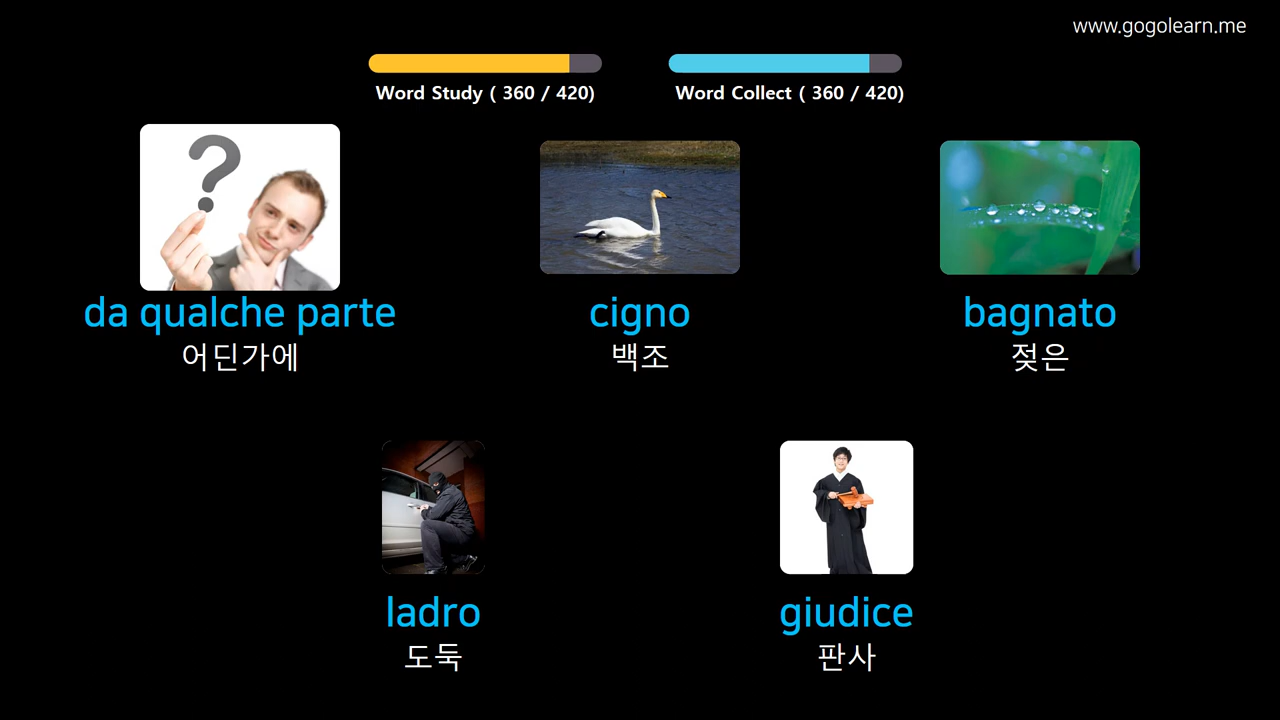 www.gogolearn.me
Word Study ( 360 / 420)
Word Collect ( 360 / 420)
da qualche parte
어딘가에
cigno
백조
bagnato
젖은
ladro
도둑
giudice
판사